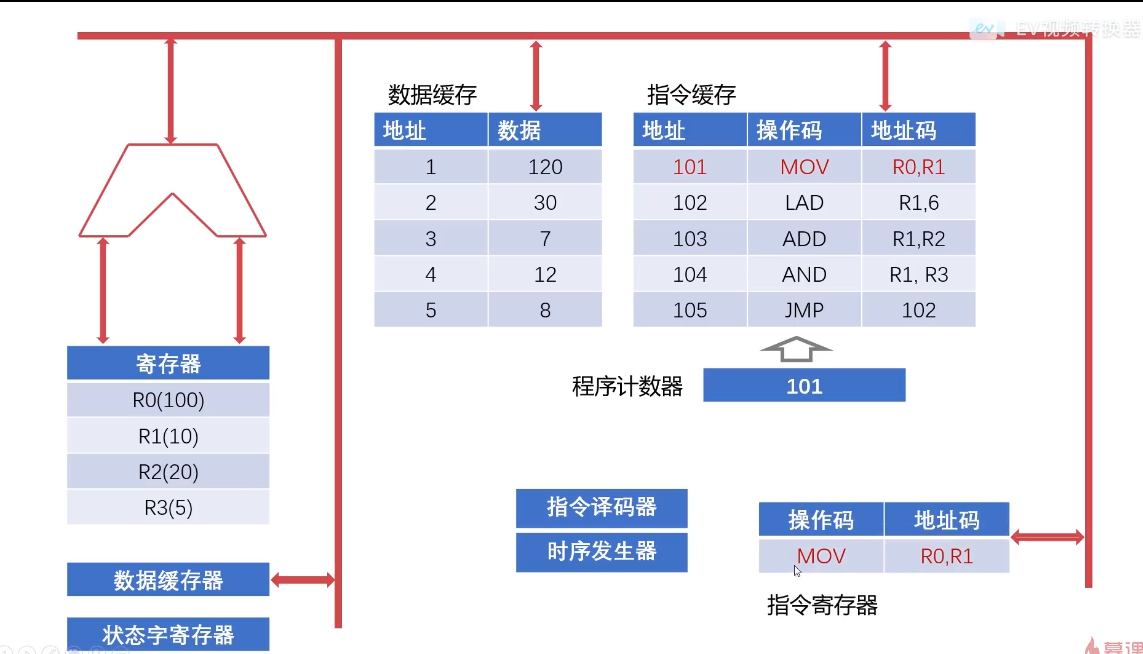 EV视频转换器
数据缓存
地址 数据
1 120
2 30
3 7
4 12
5 8
指令缓存
地址 操作码 地址码
101 MOV R0,R1
102 LAD R1,6
103 ADD R1,R2
104 AND R1, R3
105 JMP 102
程序计数器 101
寄存器
R0(100)
R1(10)
R2(20)
R3(5)
数据缓存器
状态字寄存器
指令译码器
时序发生器
操作码 地址码
MOV R0,R1
指令寄存器
慕课